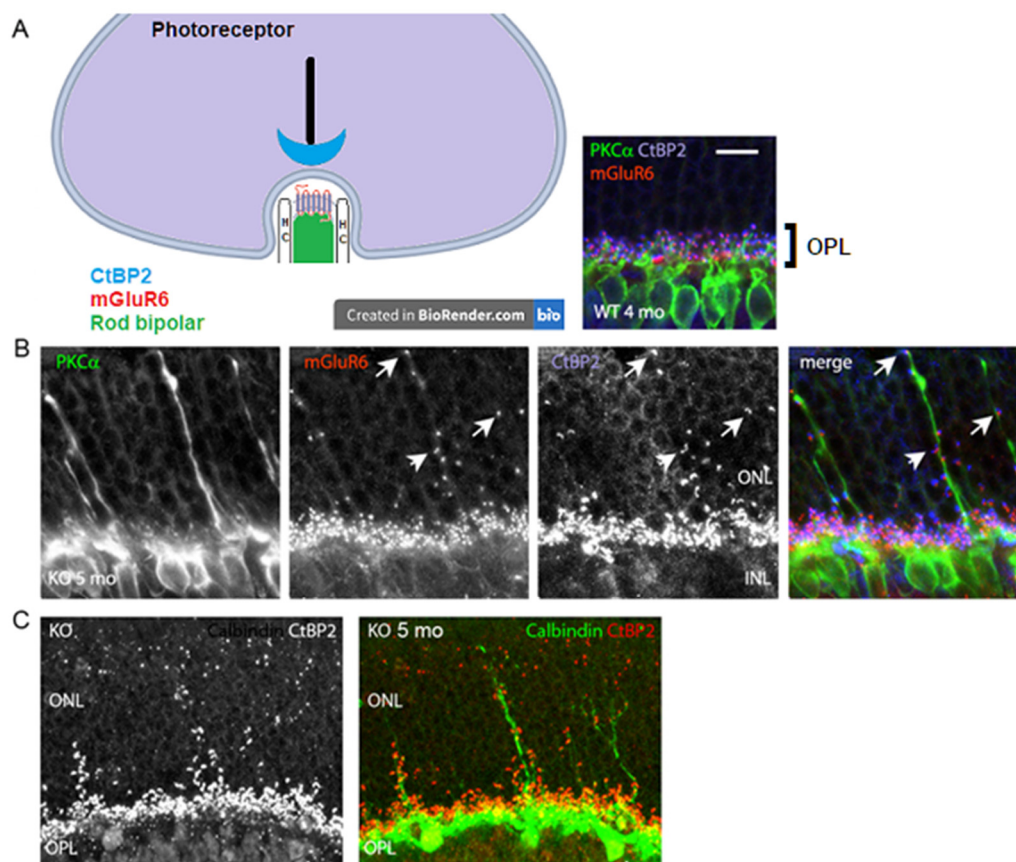 A
Photoreceptor
H
C
H
C
CtBP2
mGluR6
Rod bipolar
Created in BioRender.com bio
PKCα CtBP2
mGluR6
OPL
WT 4 mo
B
PKCα
mGluR6
CtBP2
merge
ONL
KO 5 mo
INL
C
KO
Calbindin CtBP2
KO 5 mo
Calbindin CtBP2
ONL
ONL
OPL